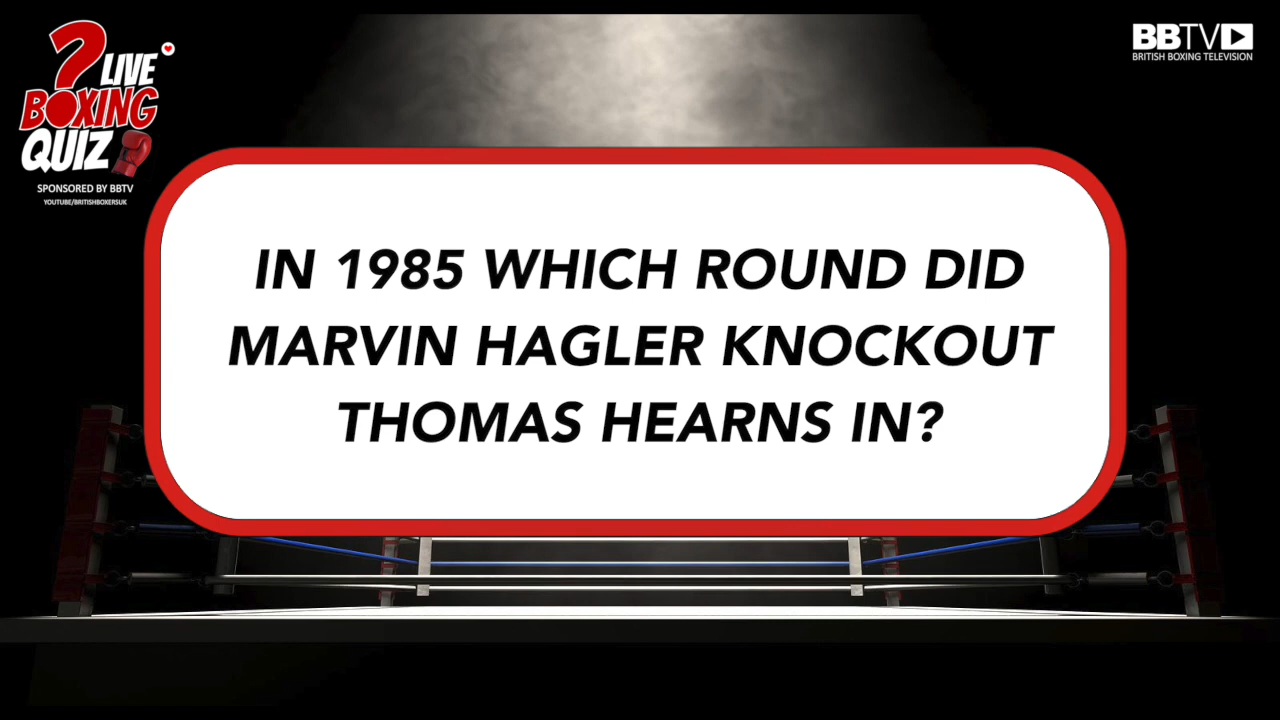 ? LIVE
BOXING
QUIZ
SPONSORED BY BBTV
YOUTUBE/BRITISHBOXERSUK
BBTV
BRITISH BOXING TELEVISION
IN 1985 WHICH ROUND DID
MARVIN HAGLER KNOCKOUT
THOMAS HEARNS IN?